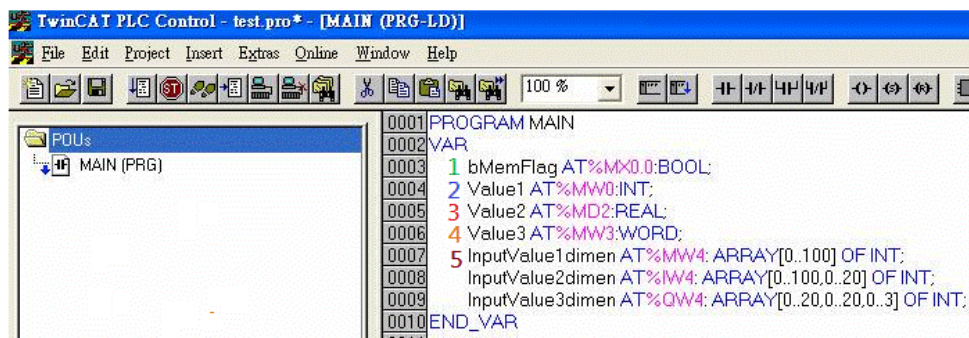 TwinCAT PLC Control - test.pro* - [MAIN (PRG-LD)]
File Edit Project Insert Extras Online Window Help
100 %
POUs
MAIN (PRG)
0001 PROGRAM MAIN
0002 VAR
0003 1 bMemFlag AT%MX0.0:BOOL;
0004 2 Value1 AT%MW0:INT;
0005 3 Value2 AT%MD2:REAL;
0006 4 Value3 AT%MW3:WORD;
0007 5 InputValue1dimen AT%MW4: ARRAY[0..100] OF INT;
0008 InputValue2dimen AT%IW4: ARRAY[0..100,0..20] OF INT;
0009 InputValue3dimen AT%QW4: ARRAY[0..20,0..20,0..3] OF INT;
0010 END_VAR